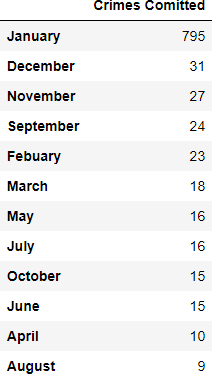 Crimes Comitted
January 795
December 31
November 27
September 24
Febuary 23
March 18
May 16
July 16
October 15
June 15
April 10
August 9